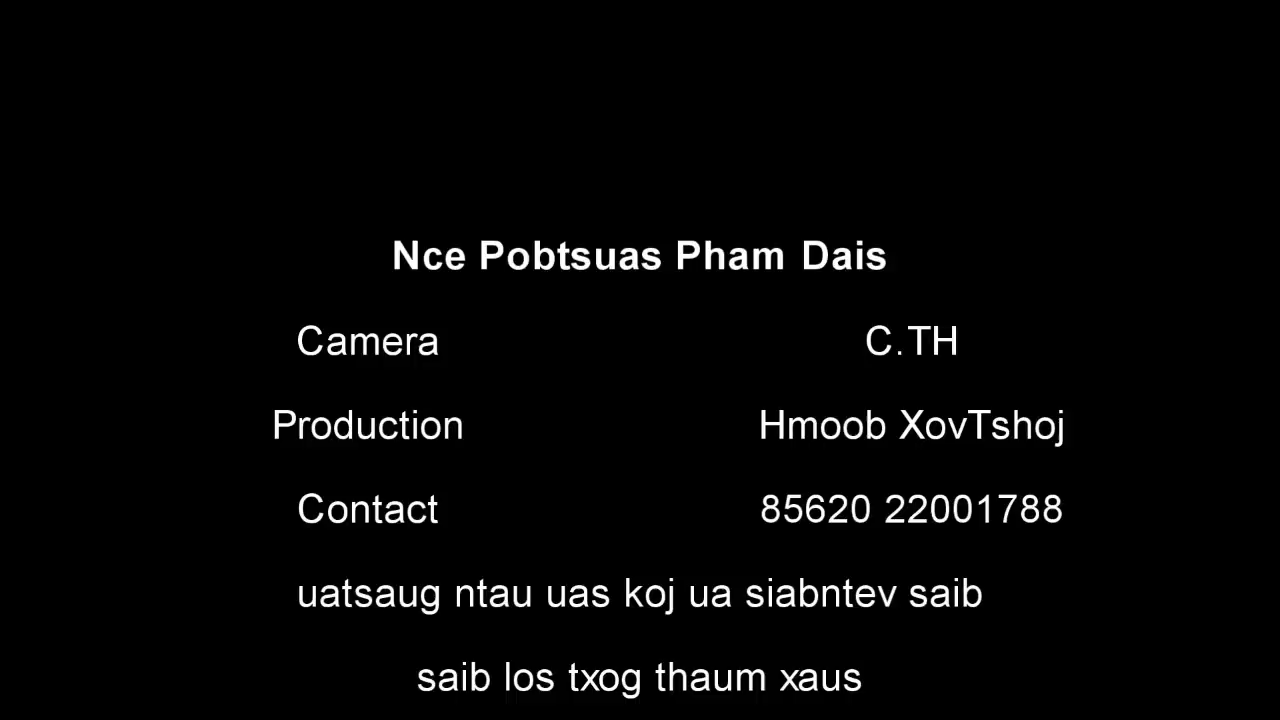 Nce Pobtsuas Pham Dais
Camera C.TH
Production Hmoob XovTshoj
Contact 85620 22001788
uatsaug ntau uas koj ua siabntev saib
saib los txog thaum xaus